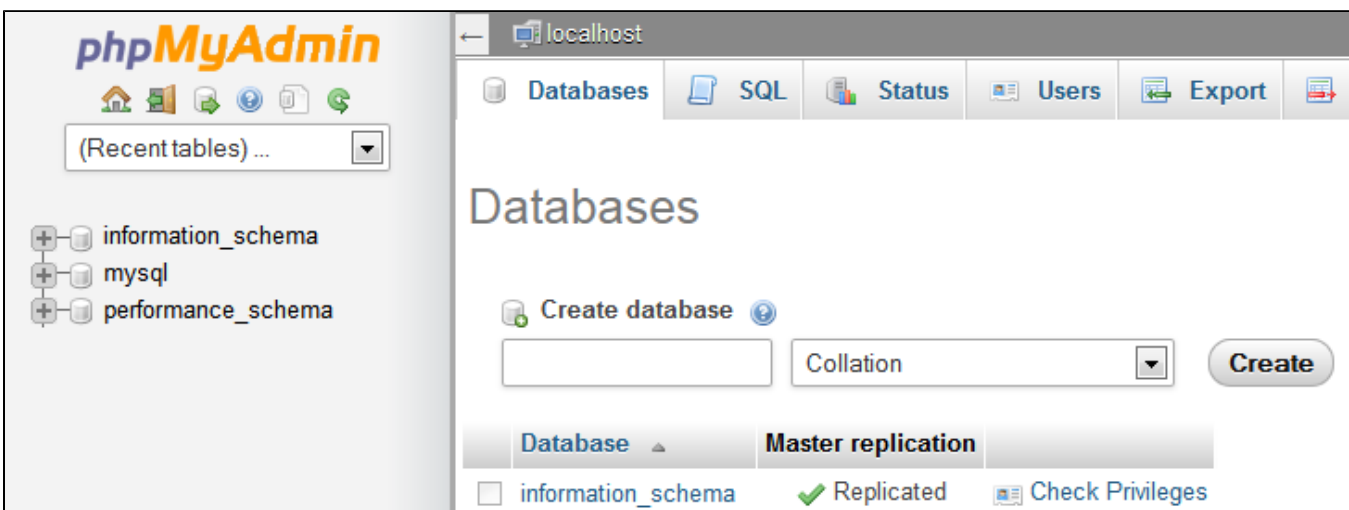 phpMyAdmin
(Recent tables) ...
information_schema
mysql
performance_schema
← localhost
Databases SQL Status Users Export
Databases
Create database
Collation Create
Database Master replication
information_schema Replicated Check Privileges